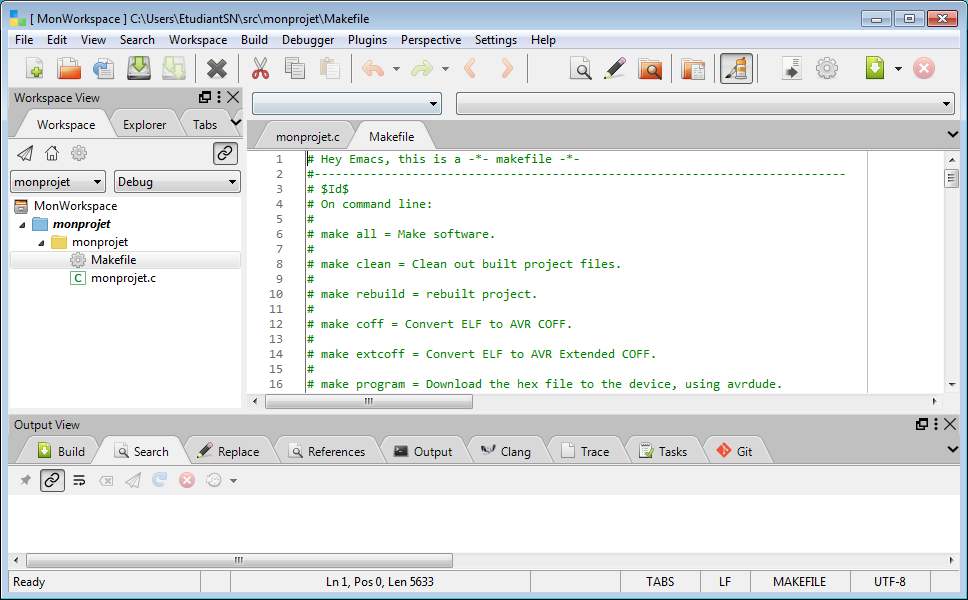 [ MonWorkspace ] C:\Users\EtudiantSN\src\monprojet\Makefile
File Edit View Search Workspace Build Debugger Plugins Perspective Settings Help
Workspace View
Workspace Explorer Tabs
monprojet Debug
MonWorkspace
monprojet
monprojet
Makefile
C monprojet.c
monprojet.c Makefile
1 # Hey Emacs, this is a -*- makefile -*-
2 #----------------------------------------------------------------------------
3 # $Id$
4 # On command line:
5 #
6 # make all = Make software.
7 #
8 # make clean = Clean out built project files.
9 #
10 # make rebuild = rebuilt project.
11 #
12 # make coff = Convert ELF to AVR COFF.
13 #
14 # make extcoff = Convert ELF to AVR Extended COFF.
15 #
16 # make program = Download the hex file to the device, using avrdude.
Output View
Build Search Replace References Output Clang Trace Tasks Git
Ready Ln 1, Pos 0, Len 5633 TABS LF MAKEFILE UTF-8